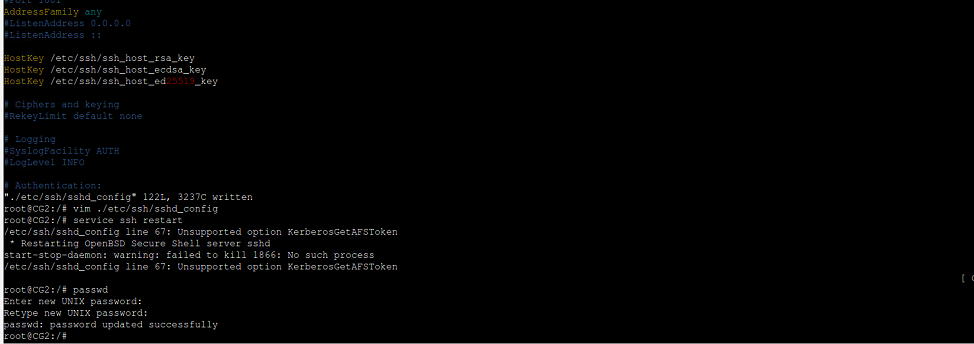 AddressFamily any
#ListenAddress 0.0.0.0
#ListenAddress ::
HostKey /etc/ssh/ssh_host_rsa_key
HostKey /etc/ssh/ssh_host_ecdsa_key
HostKey /etc/ssh/ssh_host_ed25519_key
# Ciphers and keying
#RekeyLimit default none
# Logging
#SyslogFacility AUTH
#LogLevel INFO
# Authentication:
"./etc/ssh/sshd_config" 122L, 3237C written
root@CG2:/# vim ./etc/ssh/sshd_config
root@CG2:/# service ssh restart
/etc/ssh/sshd_config line 67: Unsupported option KerberosGetAFSToken
 * Restarting OpenBSD Secure Shell server sshd
[
start-stop-daemon: warning: failed to kill 1866: No such process
/etc/ssh/sshd_config line 67: Unsupported option KerberosGetAFSToken
root@CG2:/# passwd
Enter new UNIX password:
Retype new UNIX password:
passwd: password updated successfully
root@CG2:/#